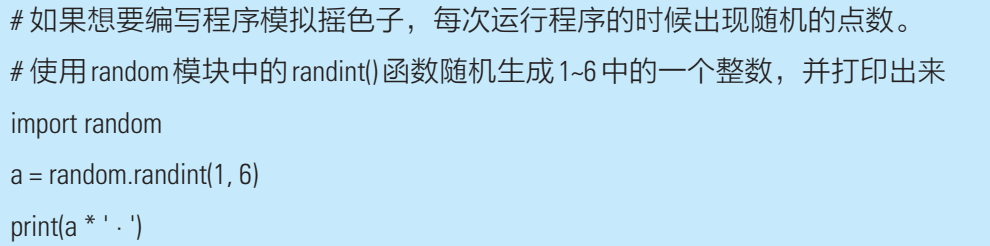 # 如果想要编写程序模拟摇色子，每次运行程序的时候出现随机的点数。
# 使用 random 模块中的 randint() 函数随机生成 1~6 中的一个整数，并打印出来
import random
a = random.randint(1, 6)
print(a * ' · ')